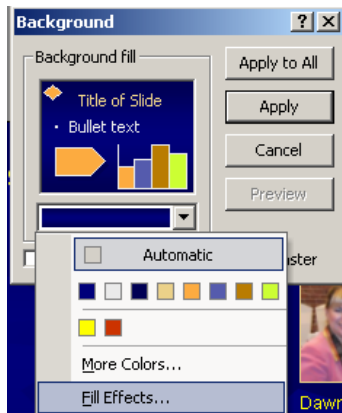 Background
Background fill
Apply to All
Title of Slide
• Bullet text
Apply
Cancel
Preview
Automatic
ster
More Colors...
Fill Effects...
Dawn